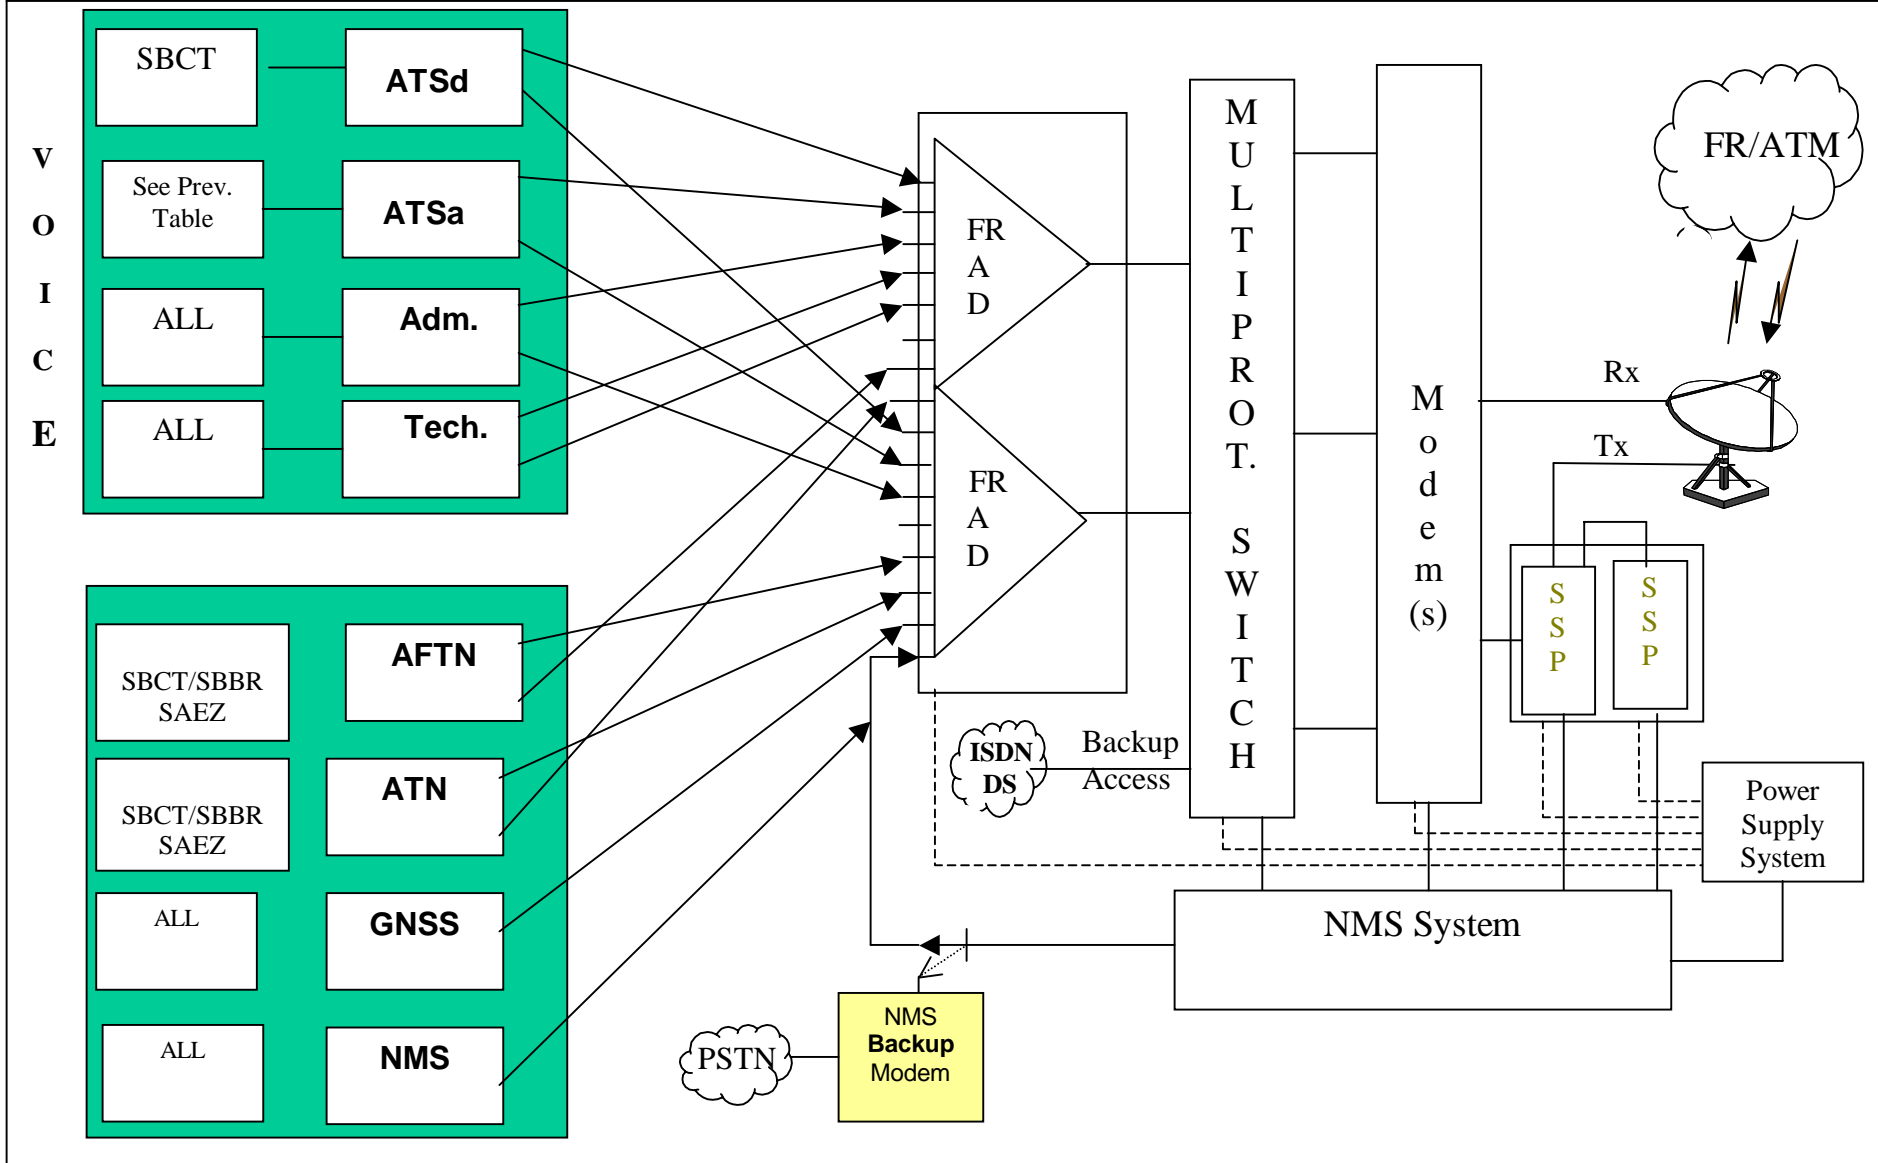 V
O
I
C
E
SBCT
ATSd
See Prev.
Table
ATSa
ALL
Adm.
ALL
Tech.
SBCT/SBBR
SAEZ
AFTN
SBCT/SBBR
SAEZ
ATN
ALL
GNSS
ALL
NMS
FR
A
D
FR
A
D
M
U
L
T
I
P
R
O
T.
S
W
I
T
C
H
ISDN
DS
Backup
Access
M
o
d
e
m
(s)
FR/ATM
Rx
Tx
S
S
P
S
S
P
Power
Supply
System
NMS System
NMS
Backup
Modem
PSTN